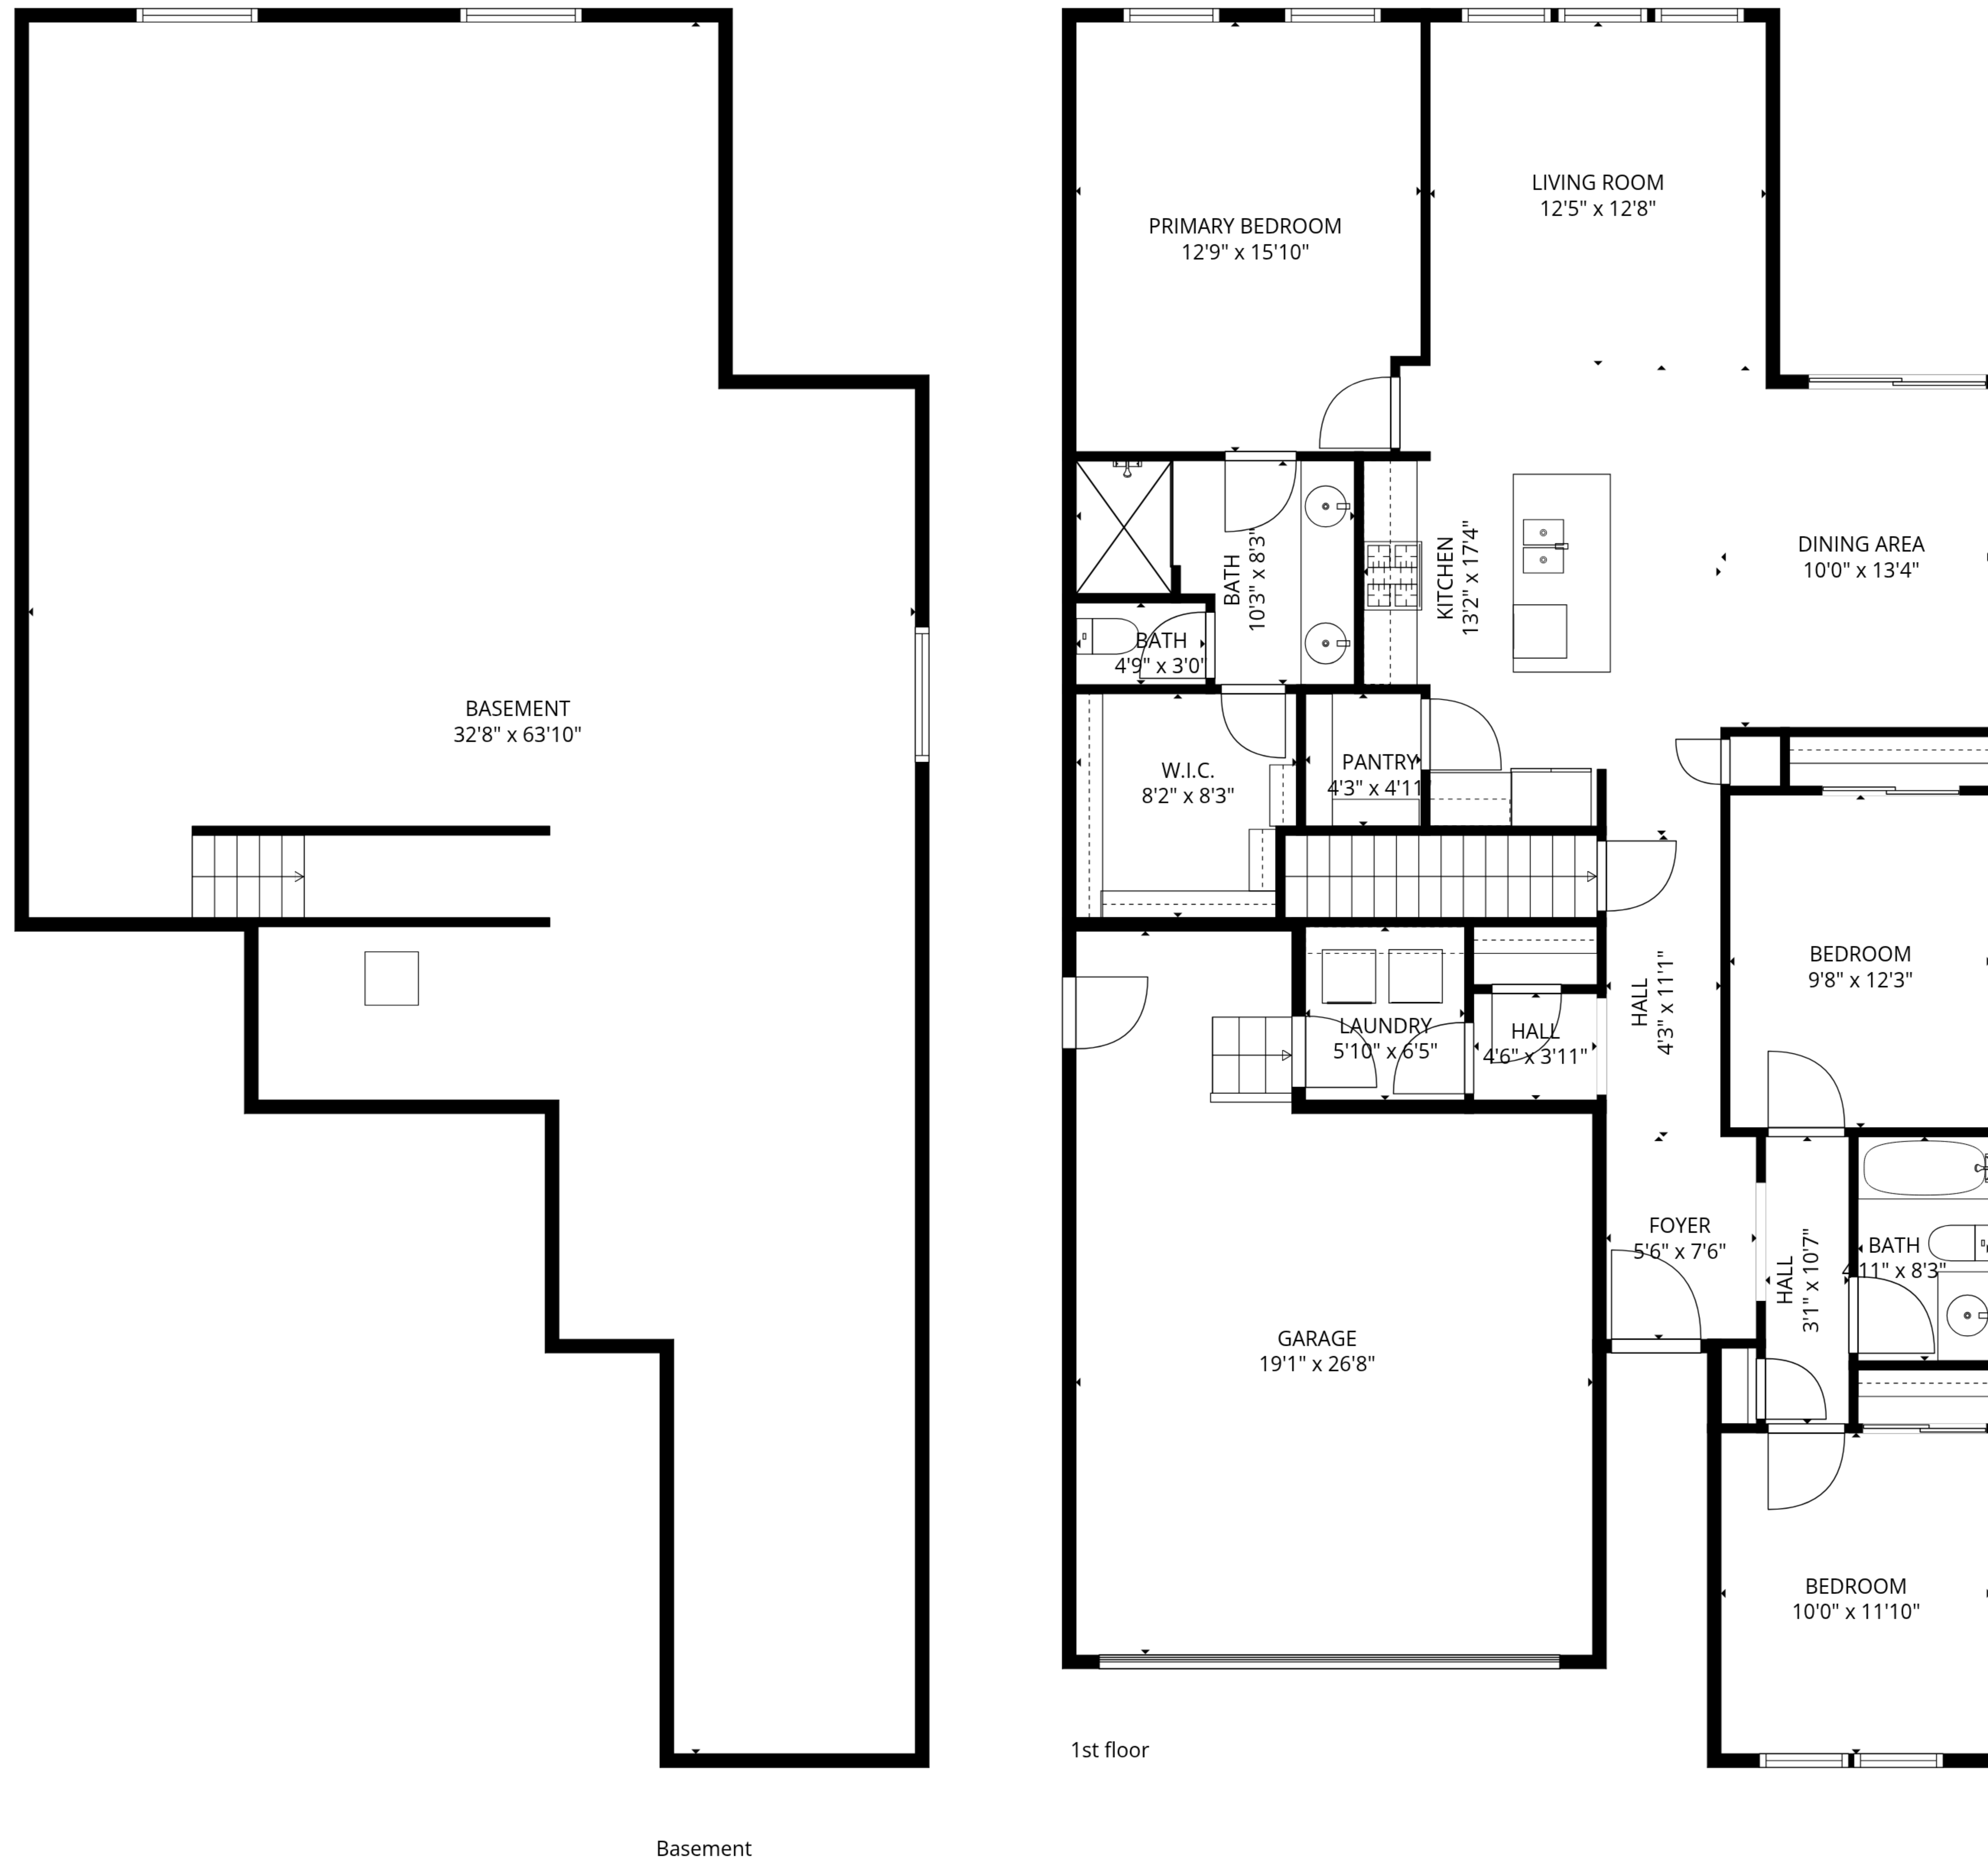 BASEMENT
32'8" x 63'10"
Basement
PRIMARY BEDROOM
12'9" x 15'10"
LIVING ROOM
12'5" x 12'8"
BATH
10'3" x 8'3"
KITCHEN
13'2" x 17'4"
DINING AREA
10'0" x 13'4"
BATH
4'9" x 3'0"
W.I.C.
8'2" x 8'3"
PANTRY
4'3" x 4'11"
BEDROOM
9'8" x 12'3"
HALL
4'3" x 11'1"
LAUNDRY
5'10" x 6'5"
HALL
4'6" x 3'11"
FOYER
5'6" x 7'6"
HALL
3'1" x 10'7"
BATH
4'11" x 8'3"
GARAGE
19'1" x 26'8"
BEDROOM
10'0" x 11'10"
1st floor